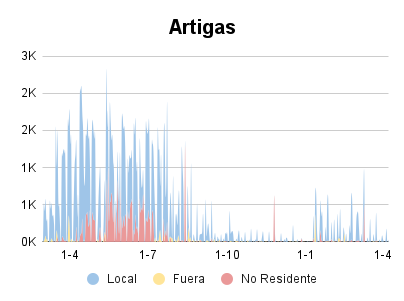 Artigas
3K
2K
2K
1K
1K
0K
1-4 1-7 1-10 1-1 1-4
Local Fuera No Residente